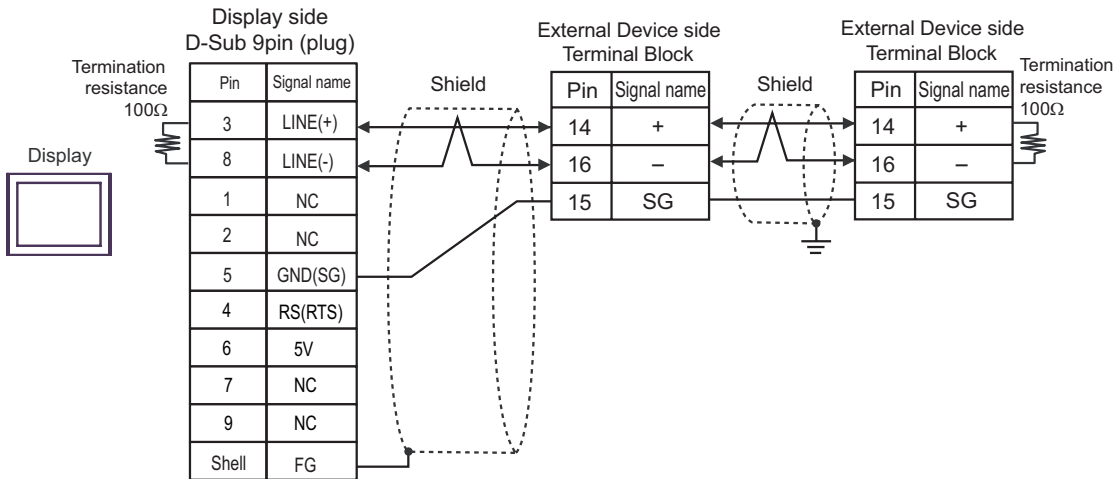 Display side
D-Sub 9pin (plug)
Termination
resistance
100Ω
Display
Pin Signal name
3 LINE(+)
8 LINE(-)
1 NC
2 NC
5 GND(SG)
4 RS(RTS)
6 5V
7 NC
9 NC
Shell FG
Shield
External Device side
Terminal Block
Pin Signal name
14 +
16 –
15 SG
Shield
External Device side
Terminal Block
Pin Signal name
14 +
16 –
15 SG
Termination
resistance
100Ω